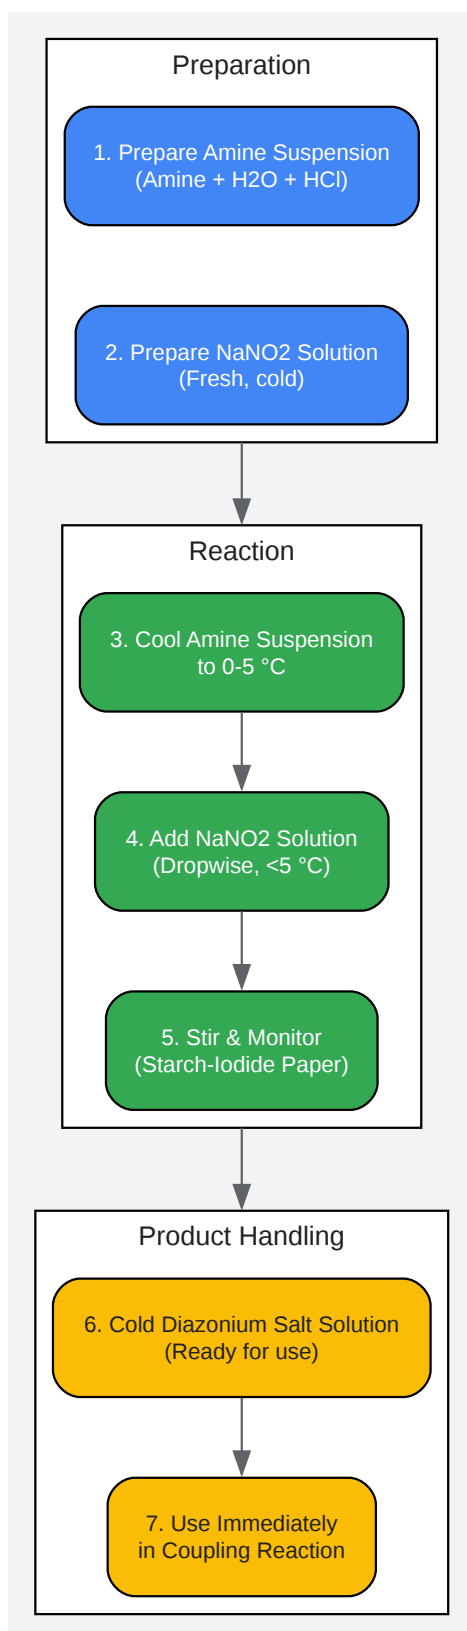 Preparation
1. Prepare Amine Suspension
(Amine + H2O + HCl)
2. Prepare NaNO2 Solution
(Fresh, cold)
Reaction
3. Cool Amine Suspension
to 0-5 °C
4. Add NaNO2 Solution
(Dropwise, <5 °C)
5. Stir & Monitor
(Starch-Iodide Paper)
Product Handling
6. Cold Diazonium Salt Solution
(Ready for use)
7. Use Immediately
in Coupling Reaction